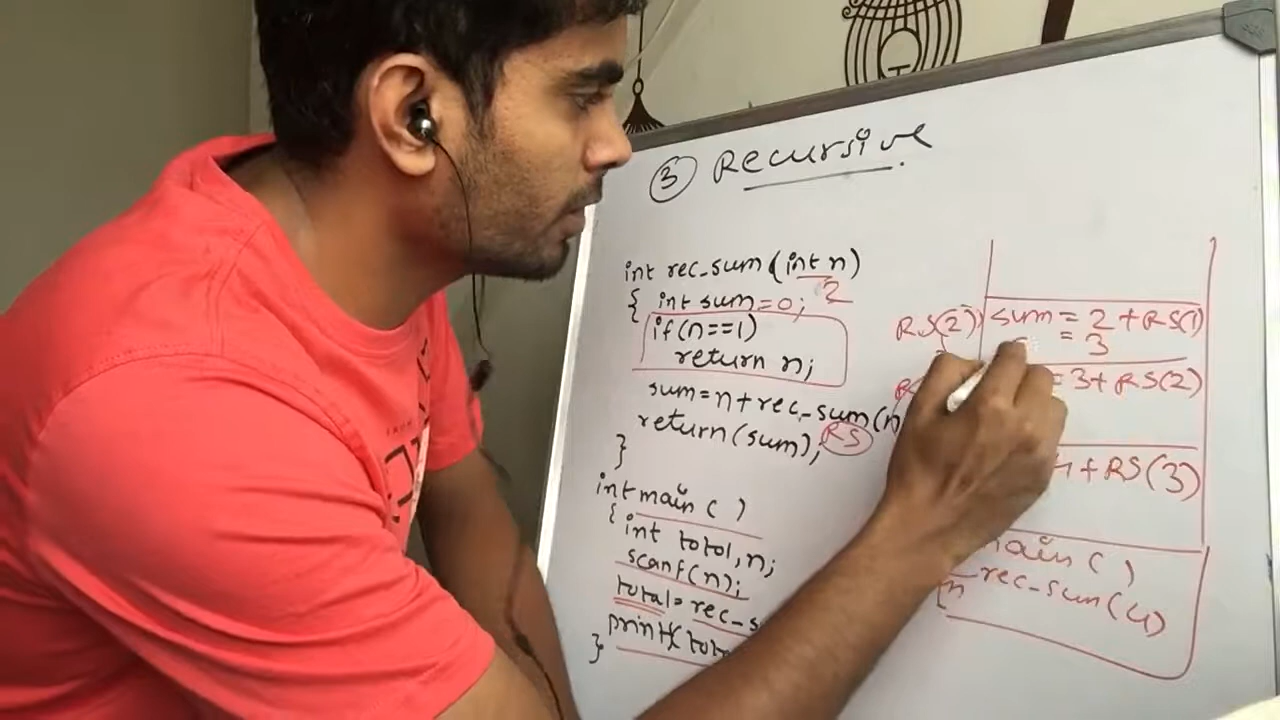 ③ Recursive
int rec_sum(int n)
2
{ int sum=0;
if(n==1)
return n;
sum=n+rec_sum(n
return(sum);
RS
}
int main( )
{ int total,n;
scanf(n);
total=rec_s
printf(tot
}
RS(2) sum = 2+RS(1)
= 3
= 3+ RS(2)
+RS(3)
main( )
rec-sum(4)